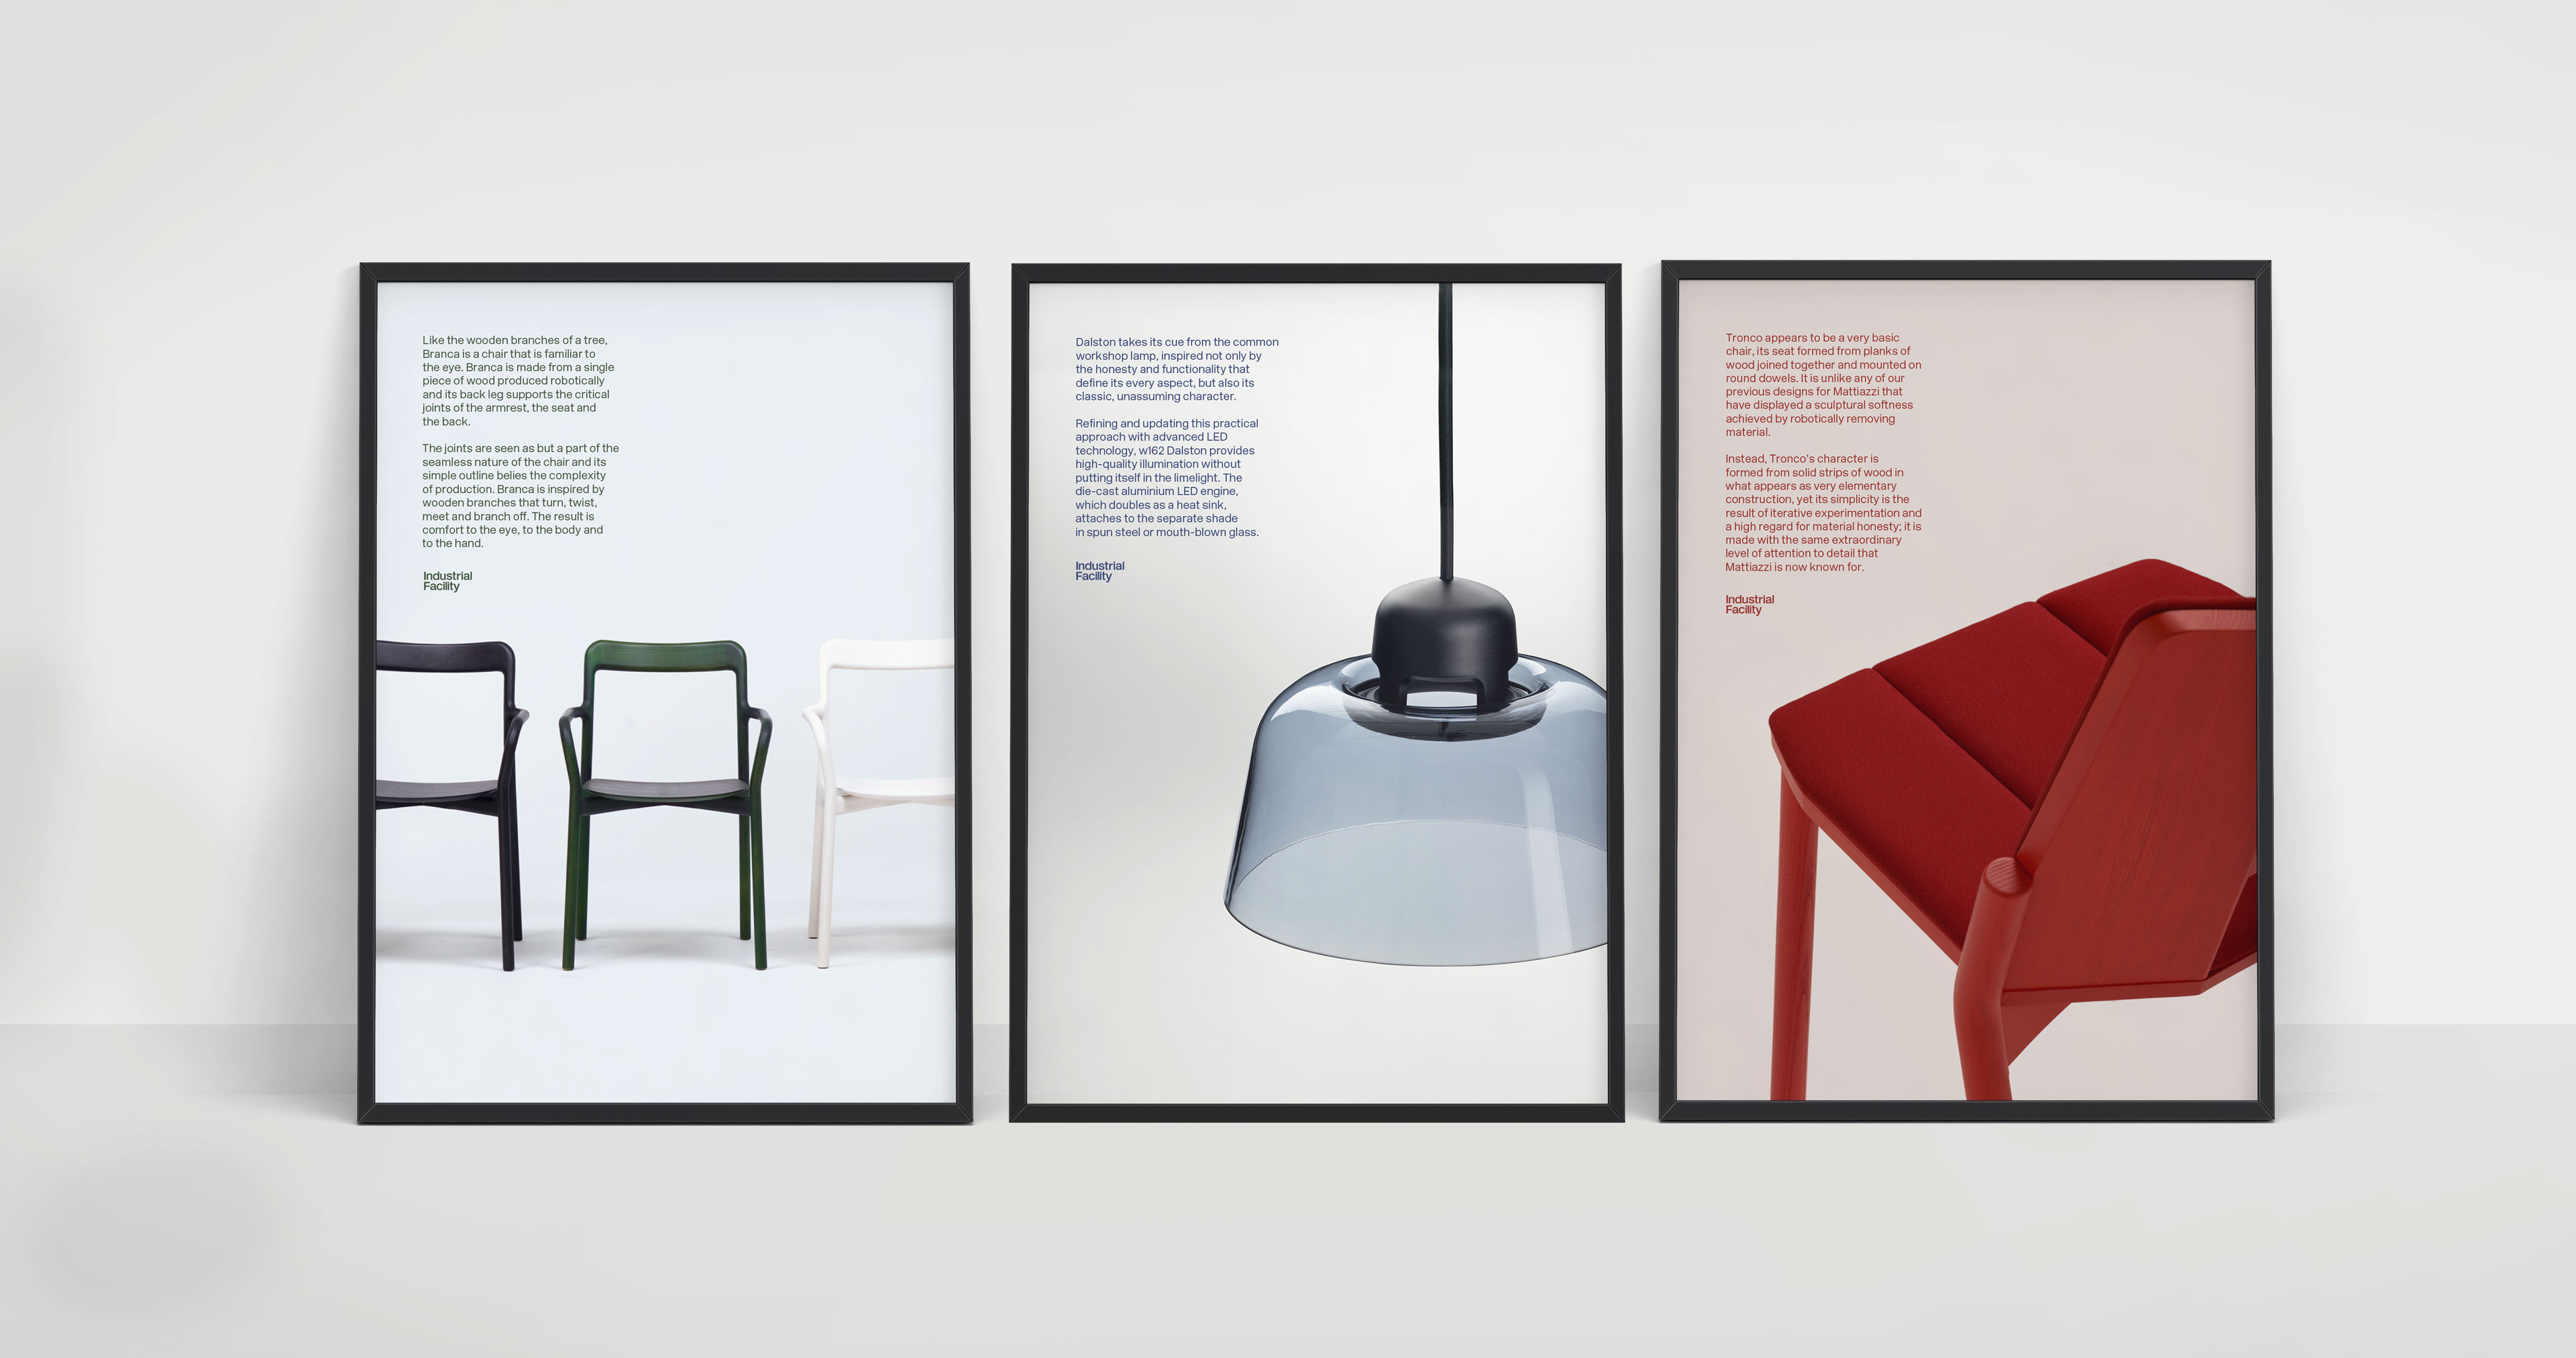 Like the wooden branches of a tree,
Branca is a chair that is familiar to
the eye. Branca is made from a single
piece of wood produced robotically
and its back leg supports the critical
joints of the armrest, the seat and
the back.
The joints are seen as but a part of the
seamless nature of the chair and its
simple outline belies the complexity
of production. Branca is inspired by
wooden branches that turn, twist,
meet and branch off. The result is
comfort to the eye, to the body and
to the hand.
Industrial
Facility
Dalston takes its cue from the common
workshop lamp, inspired not only by
the honesty and functionality that
define its every aspect, but also its
classic, unassuming character.
Refining and updating this practical
approach with advanced LED
technology, w162 Dalston provides
high-quality illumination without
putting itself in the limelight. The
die-cast aluminium LED engine,
which doubles as a heat sink,
attaches to the separate shade
in spun steel or mouth-blown glass.
Industrial
Facility
Tronco appears to be a very basic
chair, its seat formed from planks of
wood joined together and mounted on
round dowels. It is unlike any of our
previous designs for Mattiazzi that
have displayed a sculptural softness
achieved by robotically removing
material.
Instead, Tronco's character is
formed from solid strips of wood in
what appears as very elementary
construction, yet its simplicity is the
result of iterative experimentation and
a high regard for material honesty; it is
made with the same extraordinary
level of attention to detail that
Mattiazzi is now known for.
Industrial
Facility